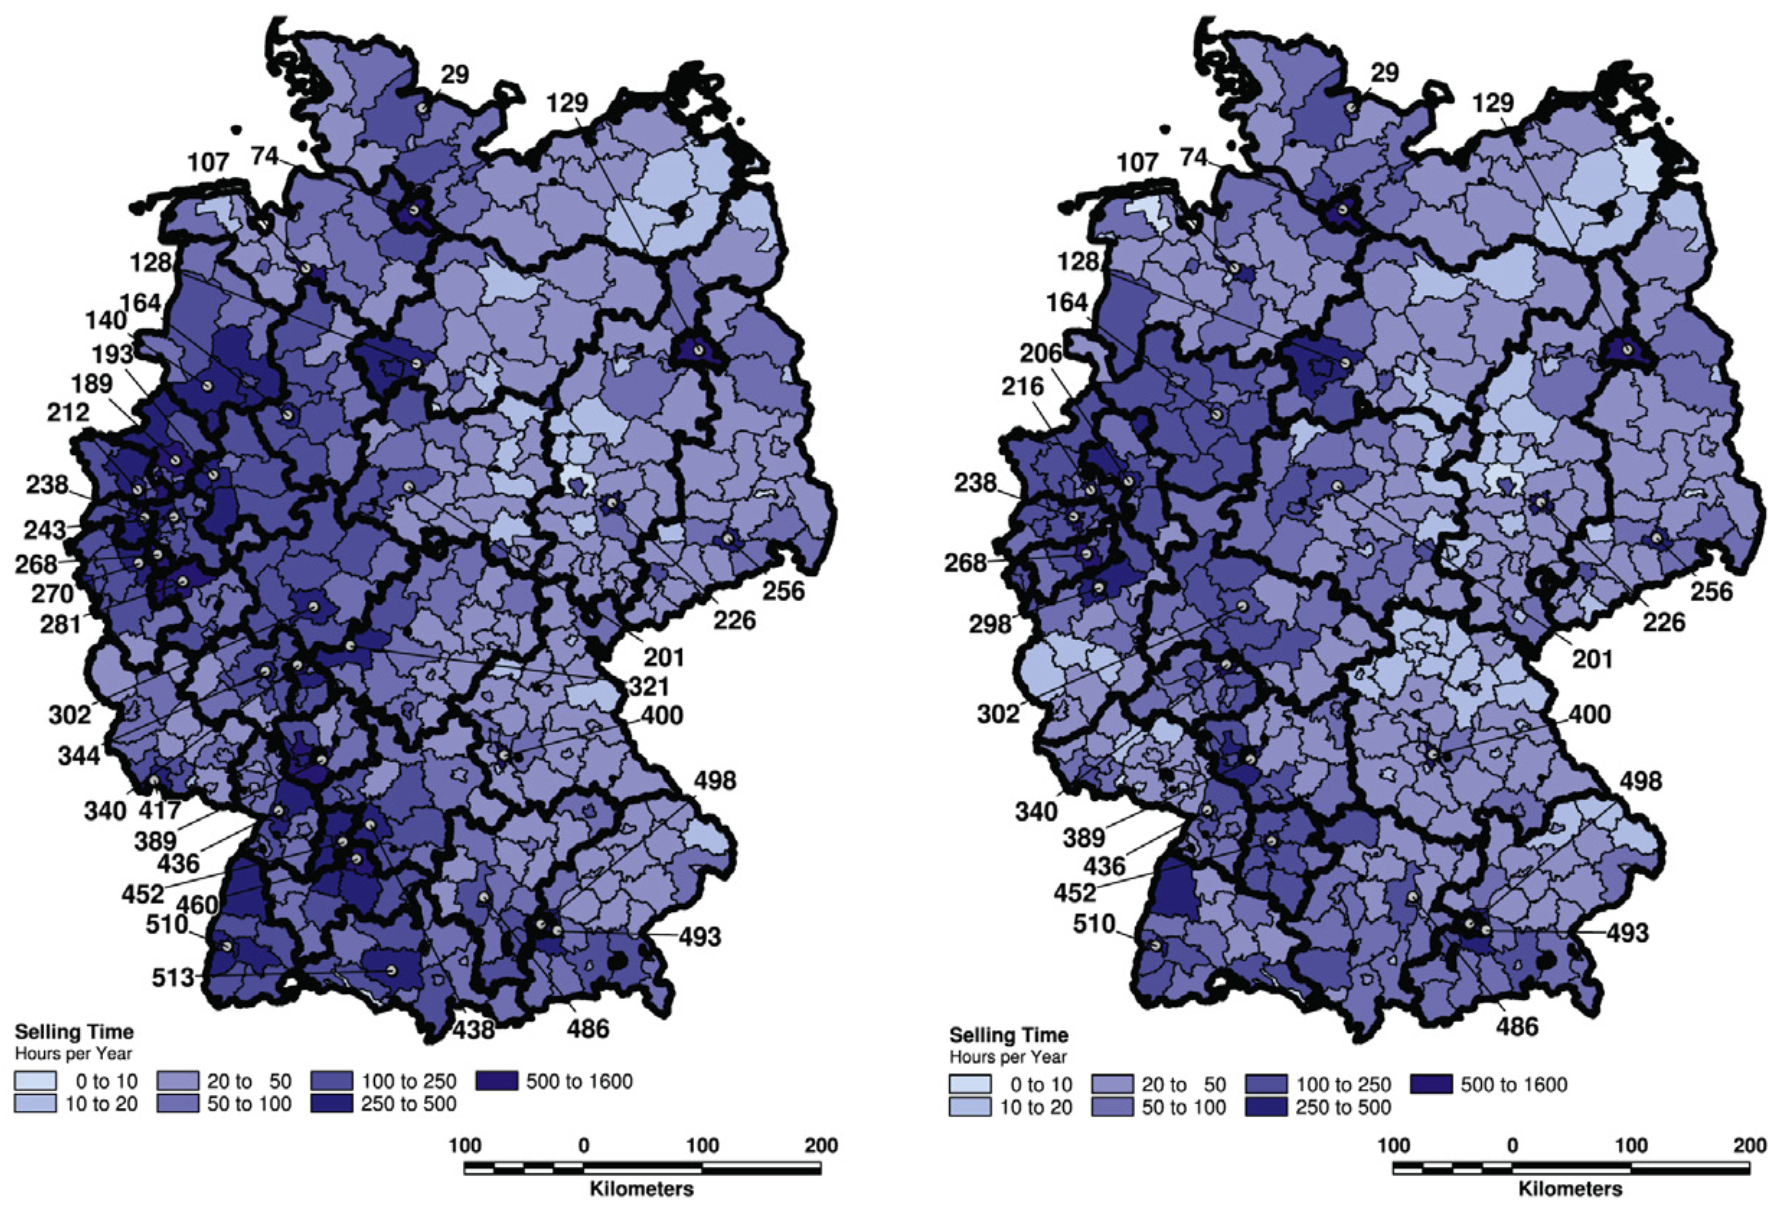 29
129
107
74
128
164
140
193
189
212
238
243
268
270
281
302
344
340
417
389
436
452
460
510
513
256
226
201
321
400
498
493
438
486
Selling Time
Hours per Year
0 to 10
20 to 50
100 to 250
500 to 1600
10 to 20
50 to 100
250 to 500
100 0 100 200
Kilometers
29
129
107
74
128
164
206
216
238
268
298
302
340
389
436
452
510
256
226
201
400
498
493
486
Selling Time
Hours per Year
0 to 10
20 to 50
100 to 250
500 to 1600
10 to 20
50 to 100
250 to 500
100 0 100 200
Kilometers